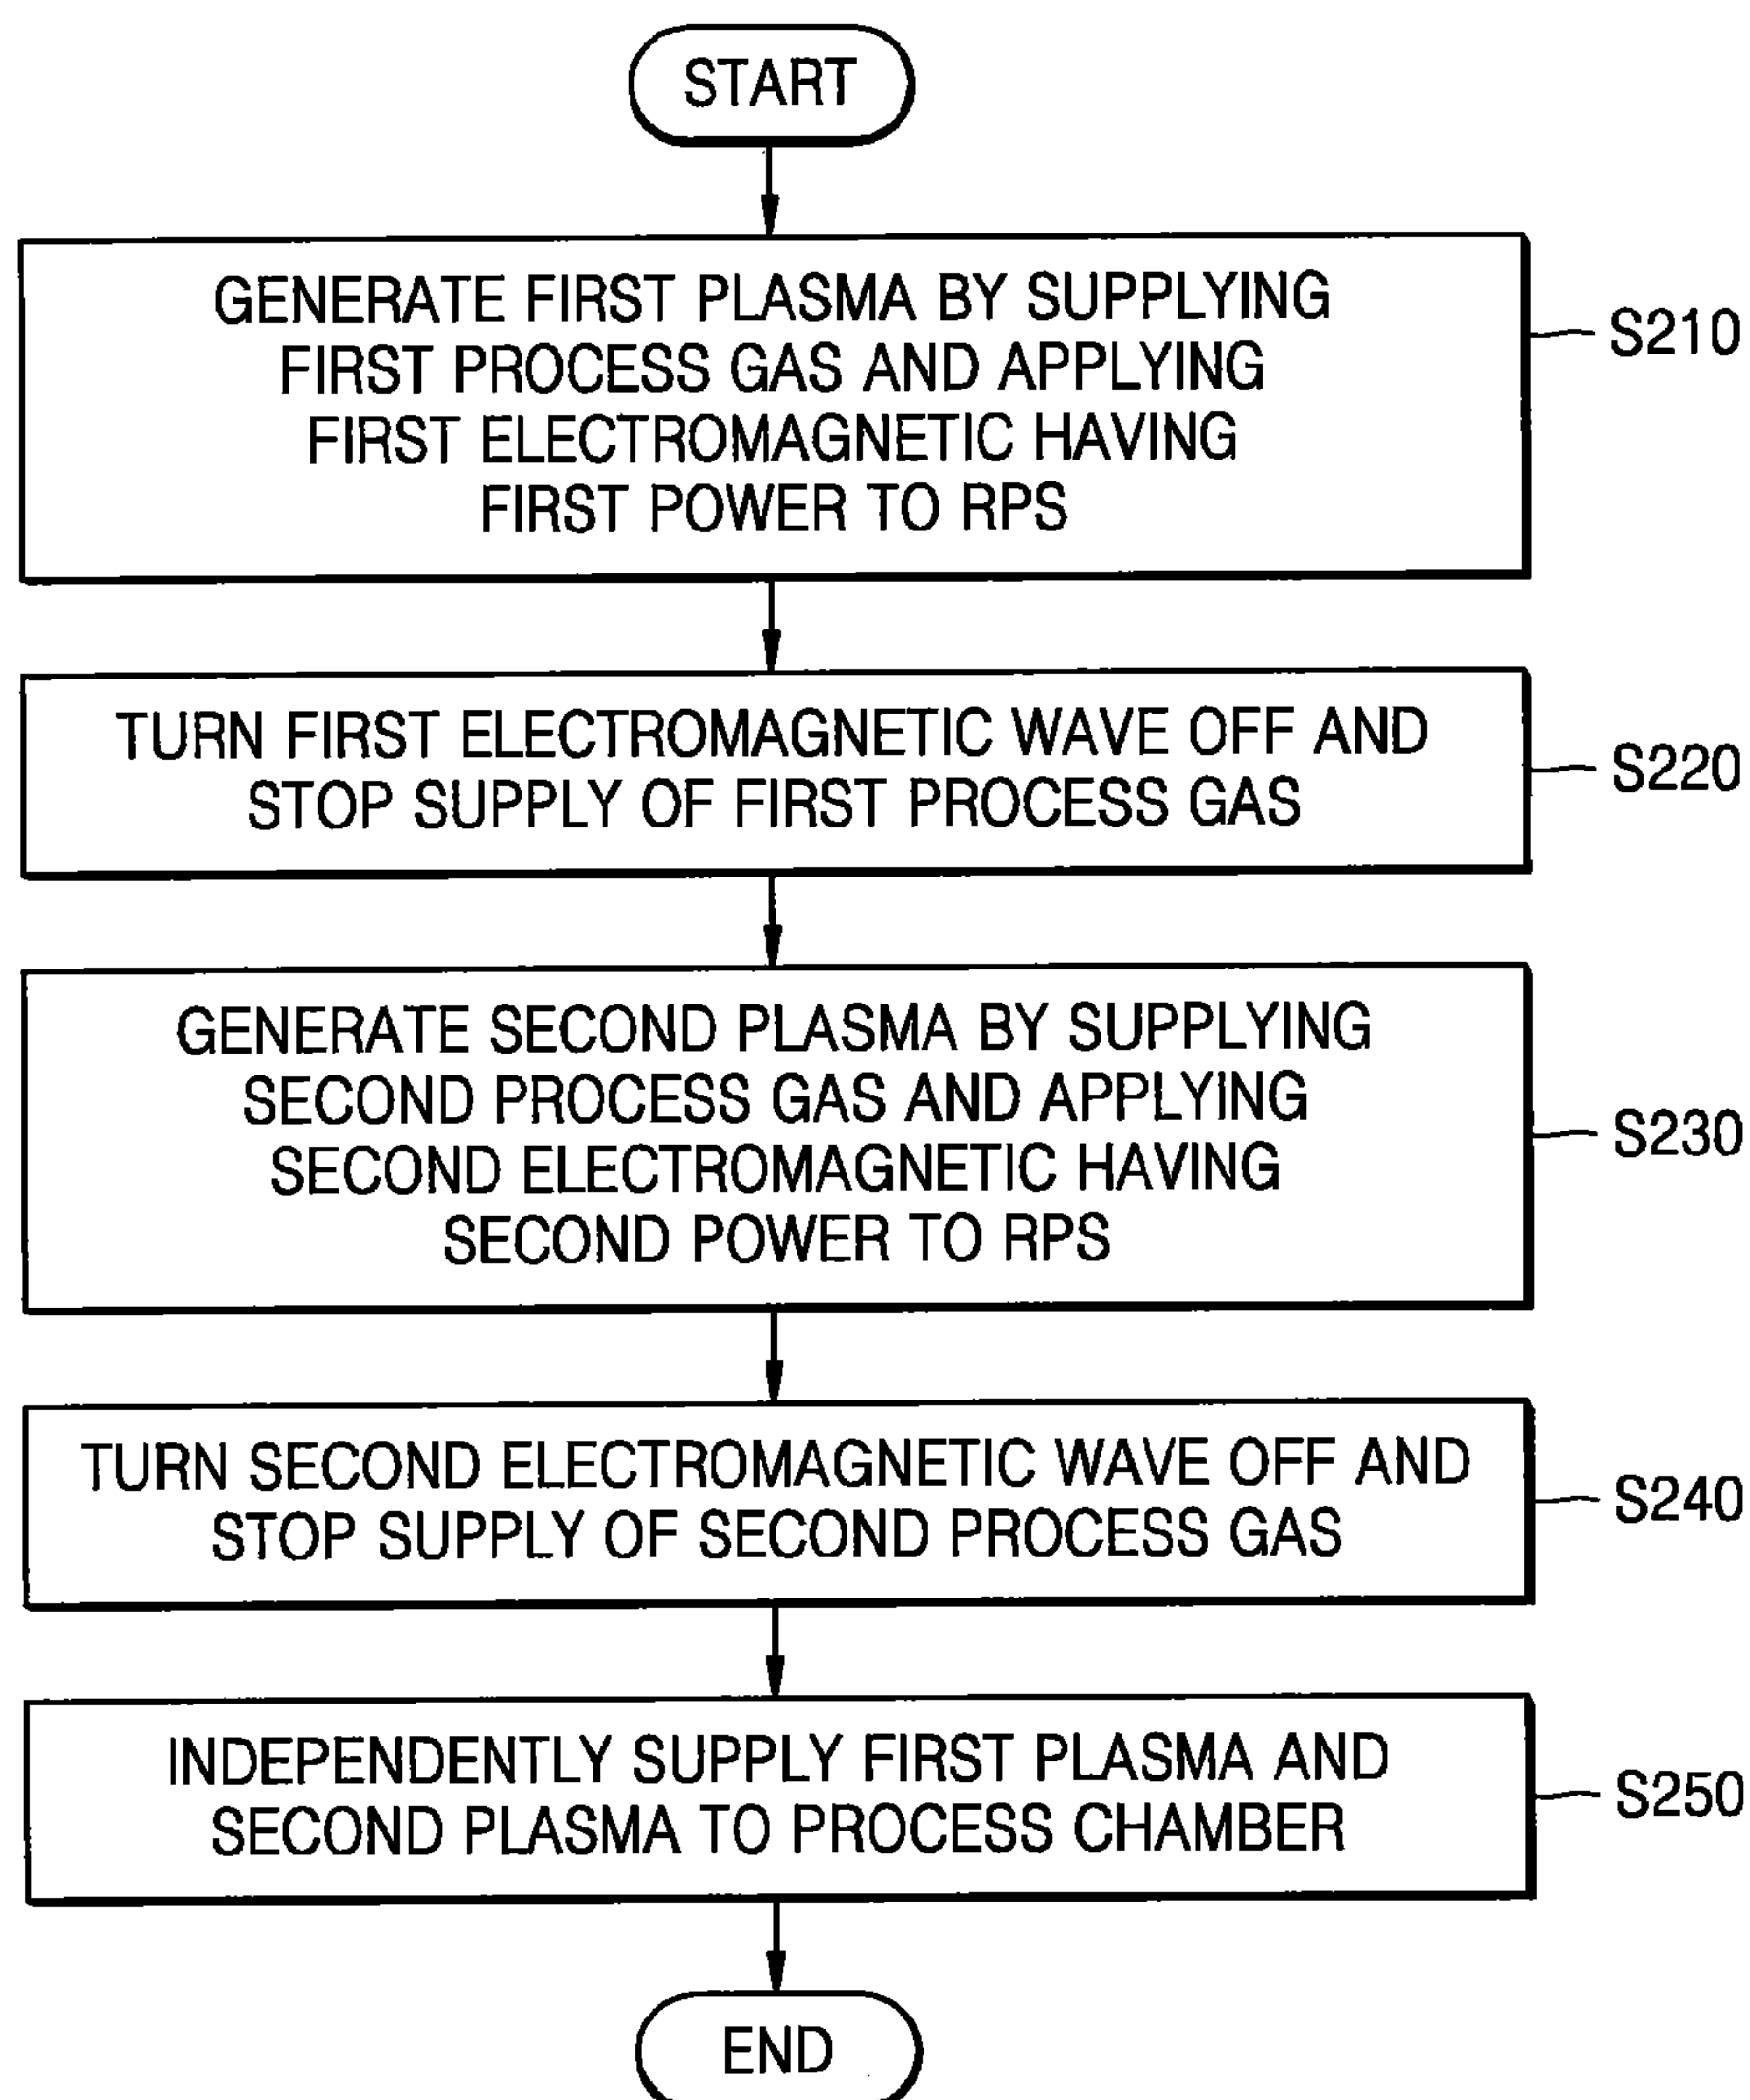 START
GENERATE FIRST PLASMA BY SUPPLYING
FIRST PROCESS GAS AND APPLYING
FIRST ELECTROMAGNETIC HAVING
FIRST POWER TO RPS
S210
TURN FIRST ELECTROMAGNETIC WAVE OFF AND
STOP SUPPLY OF FIRST PROCESS GAS
S220
GENERATE SECOND PLASMA BY SUPPLYING
SECOND PROCESS GAS AND APPLYING
SECOND ELECTROMAGNETIC HAVING
SECOND POWER TO RPS
S230
TURN SECOND ELECTROMAGNETIC WAVE OFF AND
STOP SUPPLY OF SECOND PROCESS GAS
S240
INDEPENDENTLY SUPPLY FIRST PLASMA AND
SECOND PLASMA TO PROCESS CHAMBER
S250
END